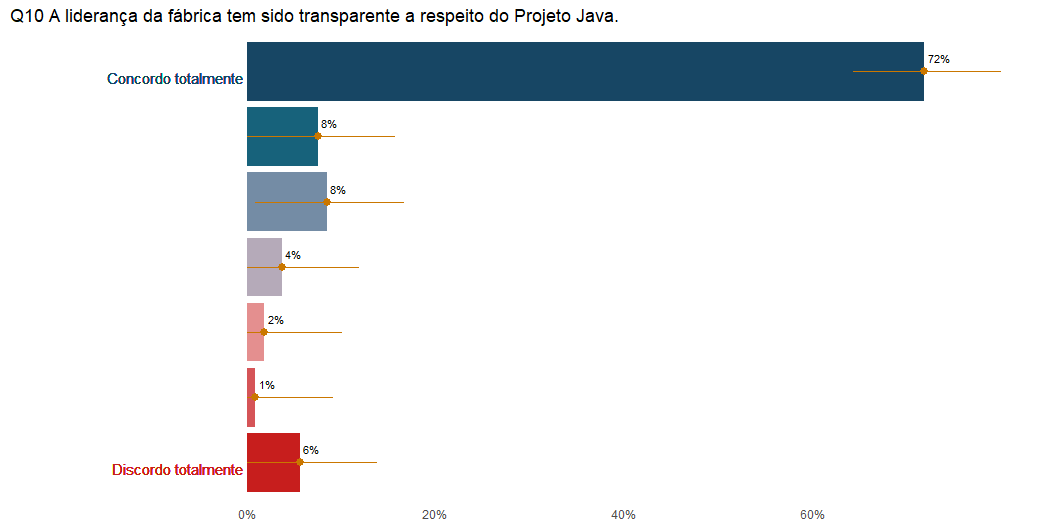 Q10 A liderança da fábrica tem sido transparente a respeito do Projeto Java.
72%
Concordo totalmente
8%
8%
4%
2%
1%
6%
Discordo totalmente
0% 20% 40% 60%